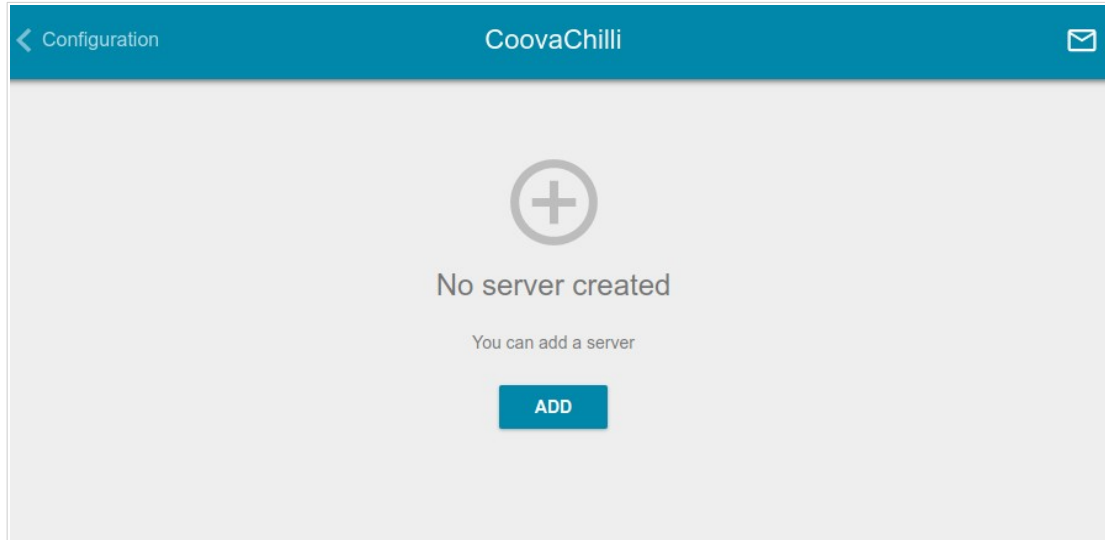 Configuration
CoovaChilli
No server created
You can add a server
ADD